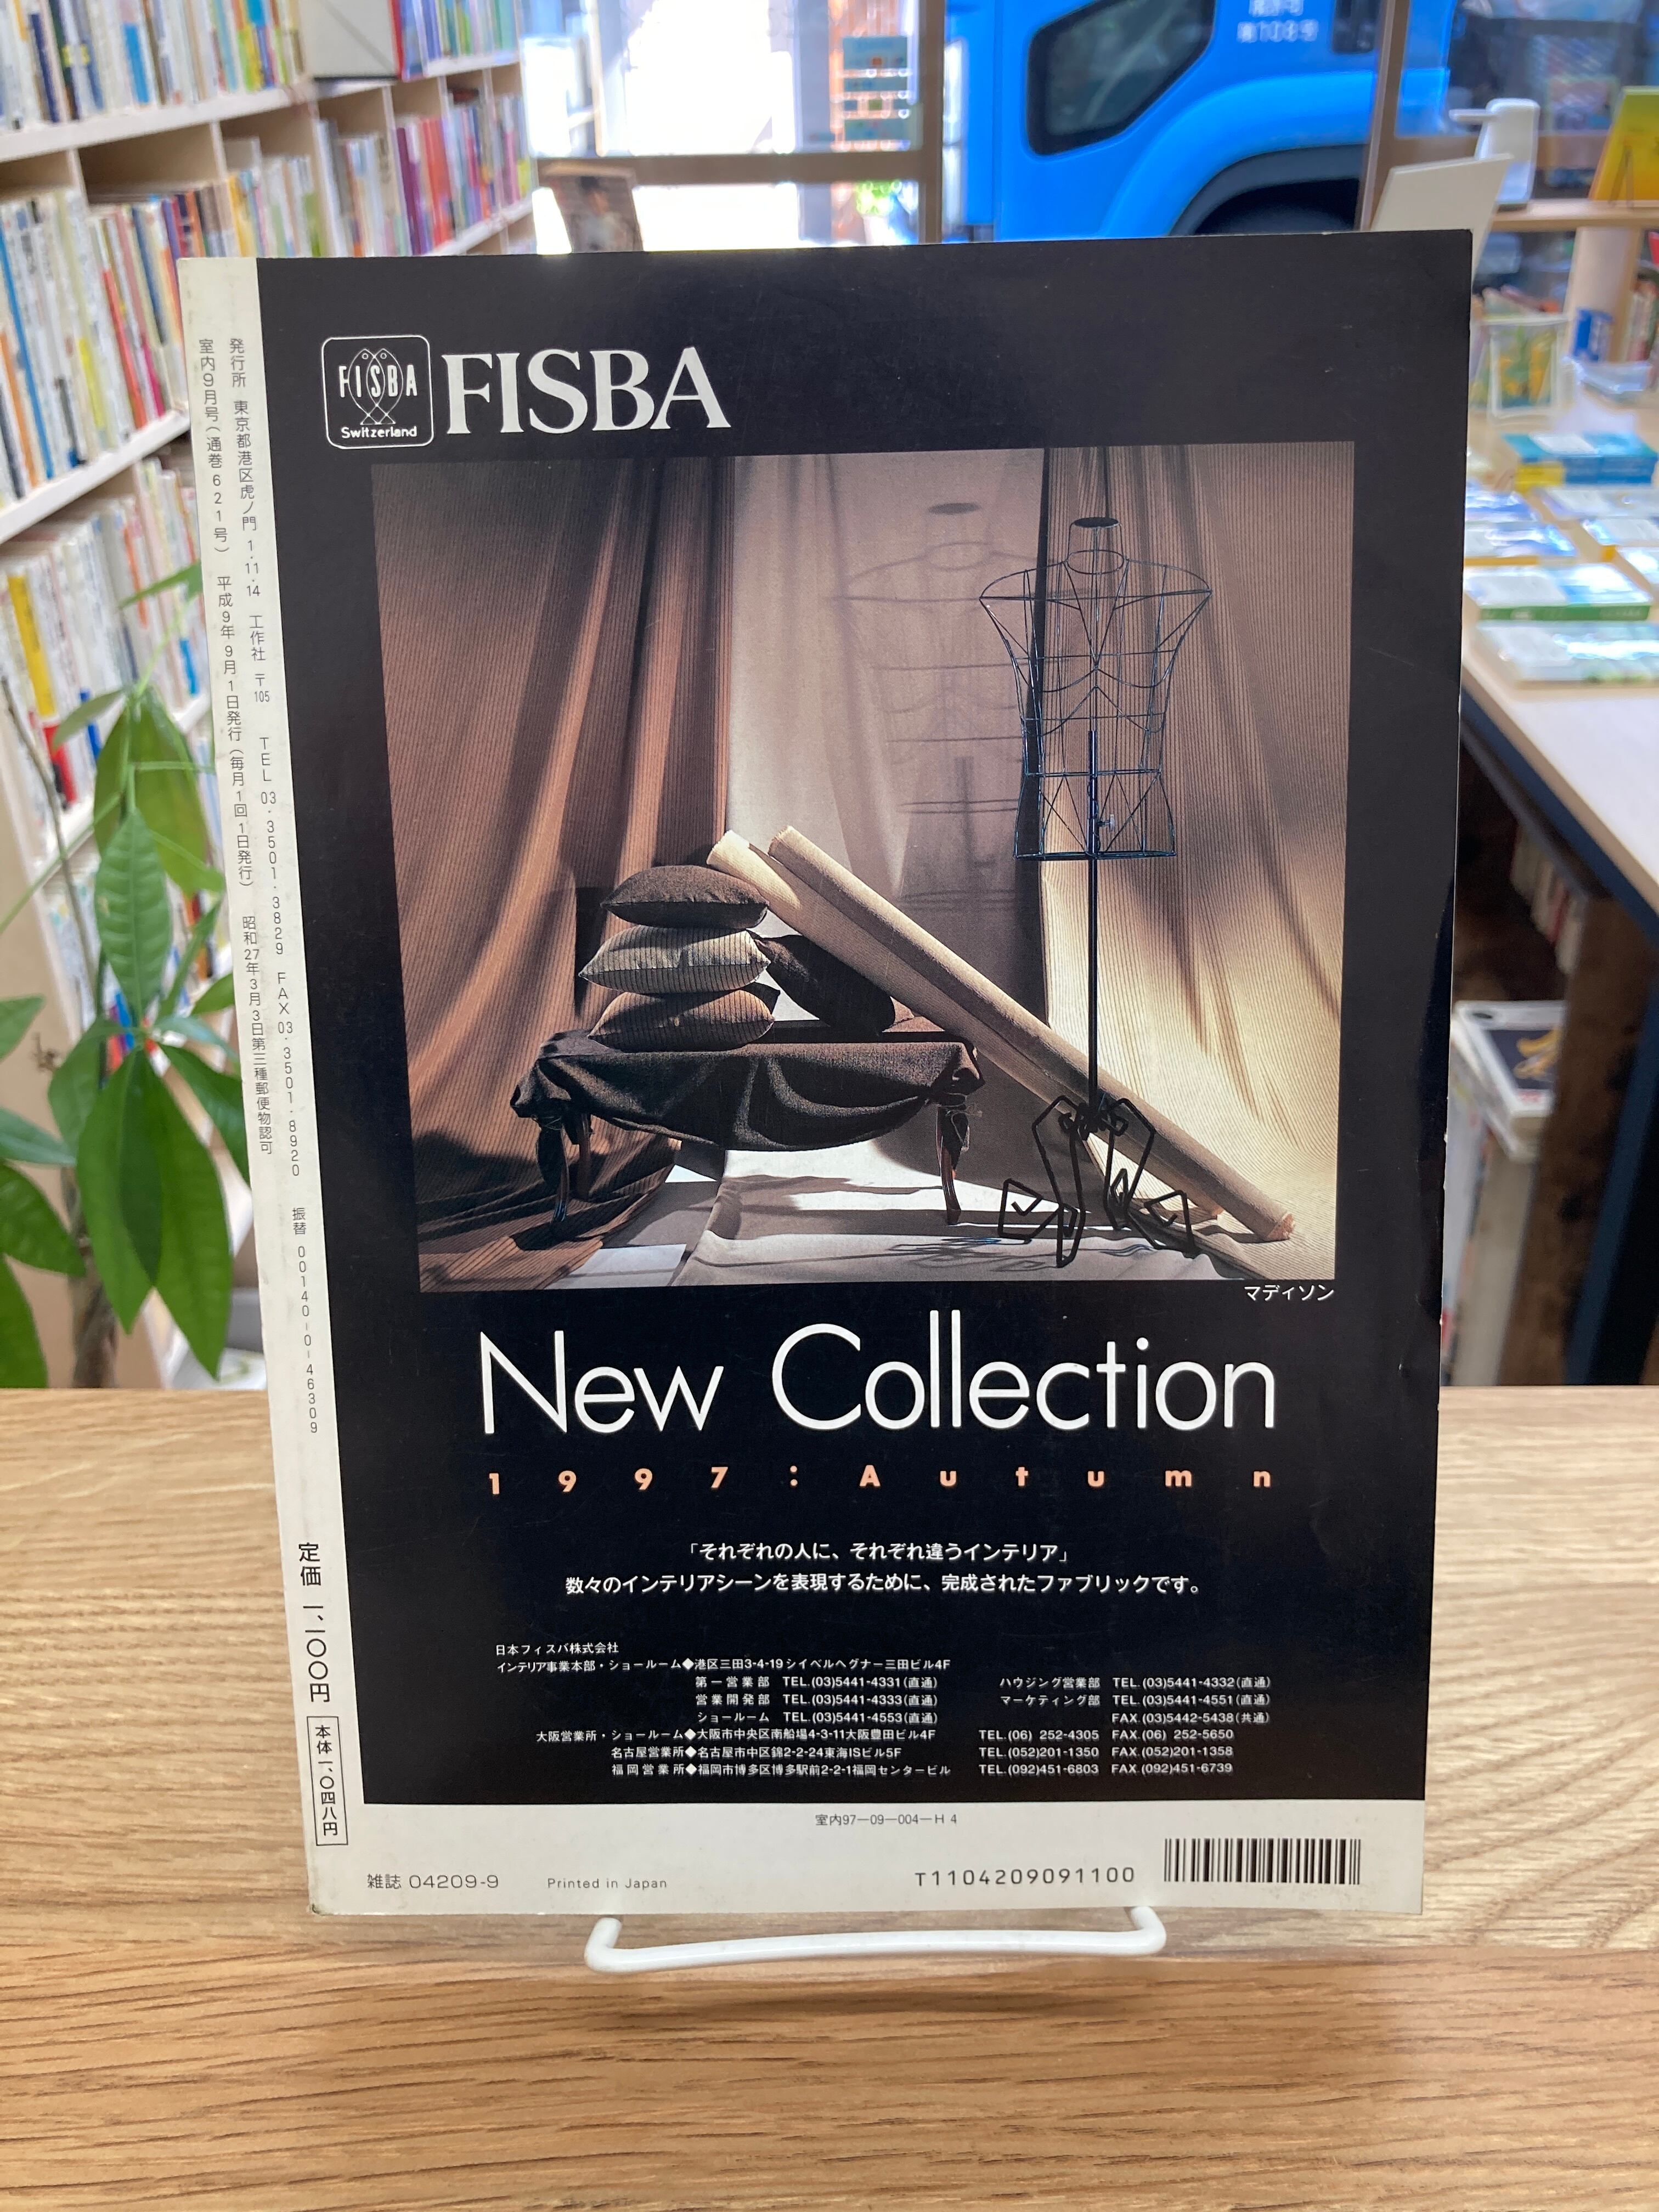 室内9月号(通巻621号) 平成9年9月1日発行(毎月1回1日発行) 昭和27年3月3日第三種郵便物認可
発行所 東京都港区虎ノ門 1・11・14 工作社 〒105 TEL 03・3501・3829 FAX 03・3501・8920 振替 00140-0-46309
定価 一、一〇〇円
本体一、〇四八円
FISBA
Switzerland
FISBA
マディソン
New Collection
1997:Autumn
「それぞれの人に、それぞれ違うインテリア」
数々のインテリアシーンを表現するために、完成されたファブリックです。
日本フィスバ株式会社
インテリア事業本部・ショールーム◆港区三田3-4-19シイベルヘグナー三田ビル4F
第一営業部 TEL.(03)5441-4331(直通) ハウジング営業部 TEL.(03)5441-4332(直通)
営業開発部 TEL.(03)5441-4333(直通) マーケティング部 TEL.(03)5441-4551(直通)
ショールーム TEL.(03)5441-4553(直通) FAX.(03)5442-5438(共通)
大阪営業所・ショールーム◆大阪市中央区南船場4-3-11大阪豊田ビル4F TEL.(06) 252-4305 FAX.(06) 252-5650
名古屋営業所◆名古屋市中区錦2-2-24東海ISビル5F TEL.(052)201-1350 FAX.(052)201-1358
福岡営業所◆福岡市博多区博多駅前2-2-1福岡センタービル TEL.(092)451-6803 FAX.(092)451-6739
室内97—09—004—H 4
雑誌 04209-9 Printed in Japan T1104209091100